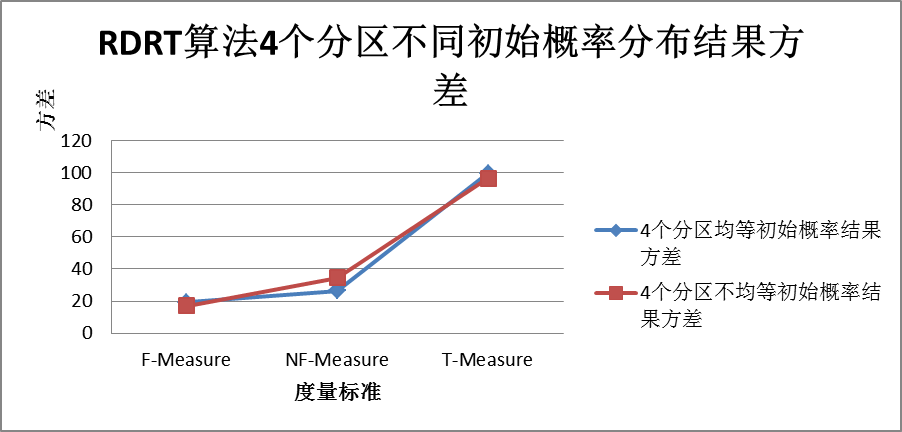 RDRT算法4个分区不同初始概率分布结果方
差
方差
120
100
80
60
40
20
0
F-Measure NF-Measure T-Measure
度量标准
4个分区均等初始概率结果
方差
4个分区不均等初始概率结
果方差